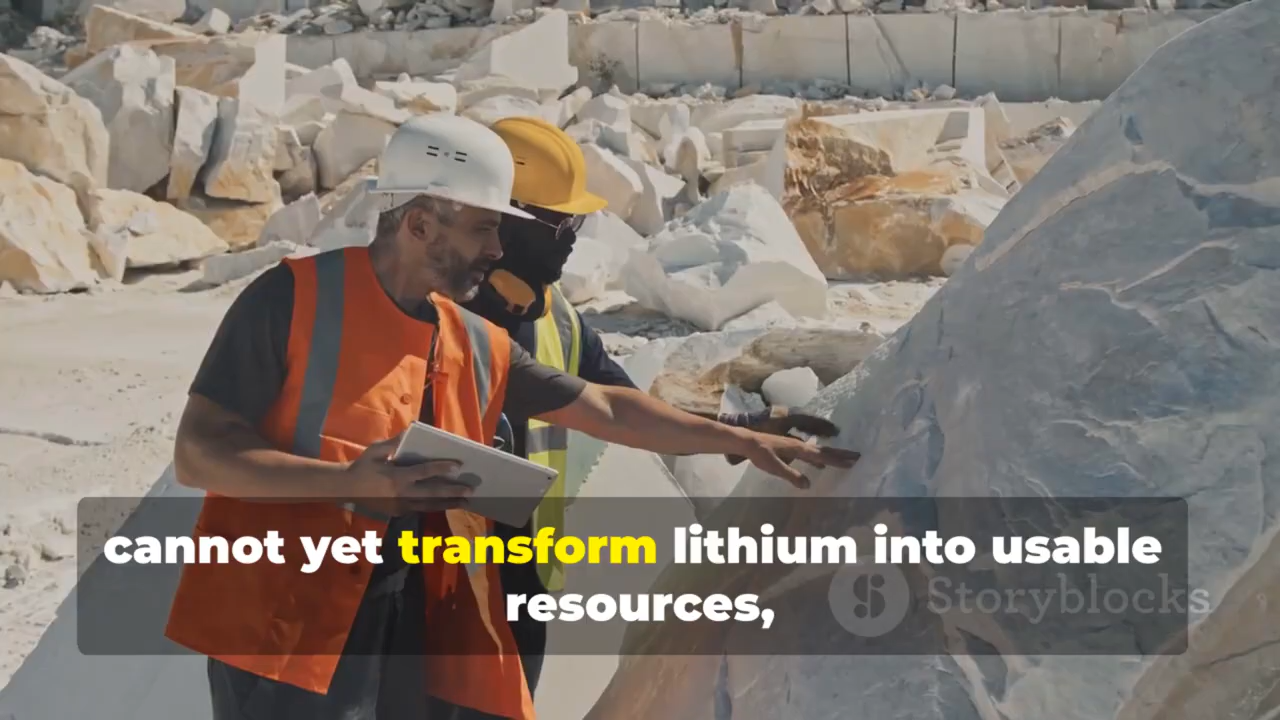 cannot yet transform lithium into usable
resources,
Storyblocks